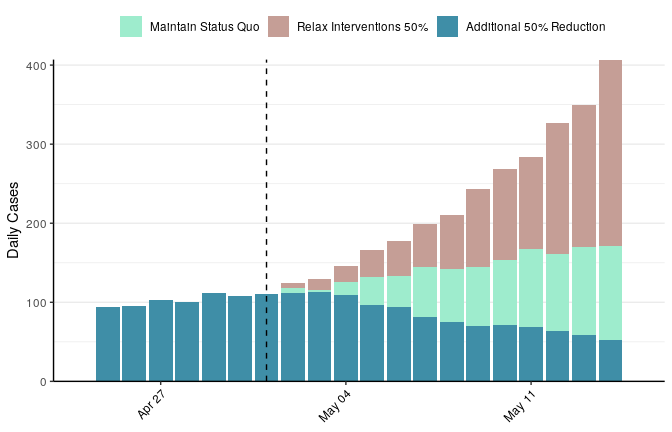 Maintain Status Quo Relax Interventions 50% Additional 50% Reduction
Daily Cases
400
300
200
100
0
Apr 27
May 04
May 11